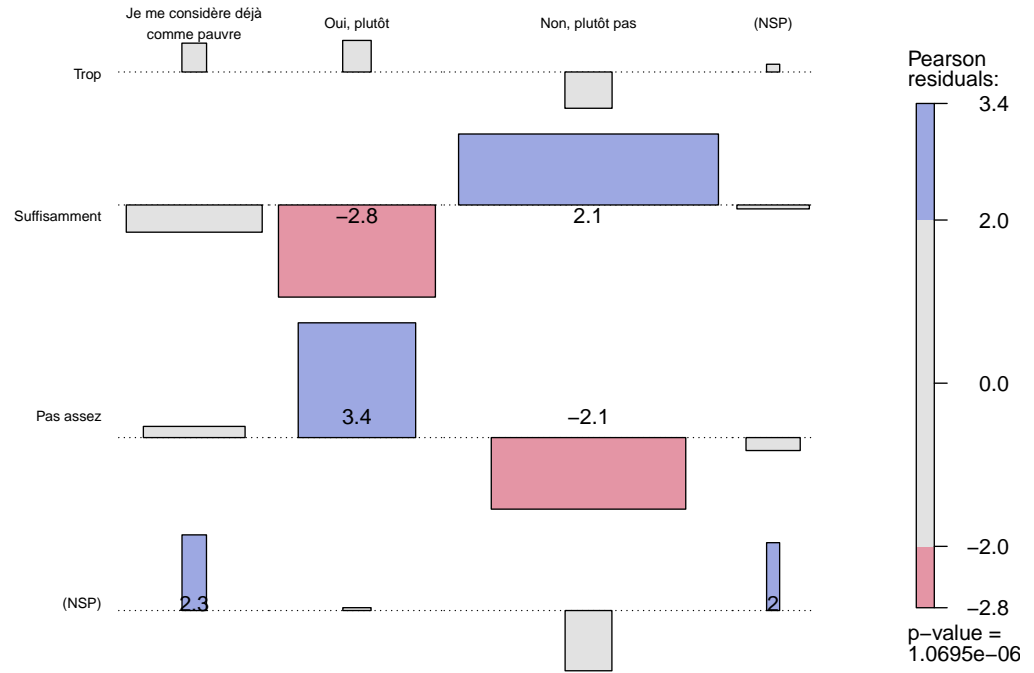 Je me considère déjà
comme pauvre
Oui, plutôt
Non, plutôt pas
(NSP)
Trop
Suffisamment
−2.8
2.1
Pas assez
3.4
−2.1
(NSP)
2.3
2
Pearson
residuals:
3.4
2.0
0.0
−2.0
−2.8
p−value =
1.0695e−06